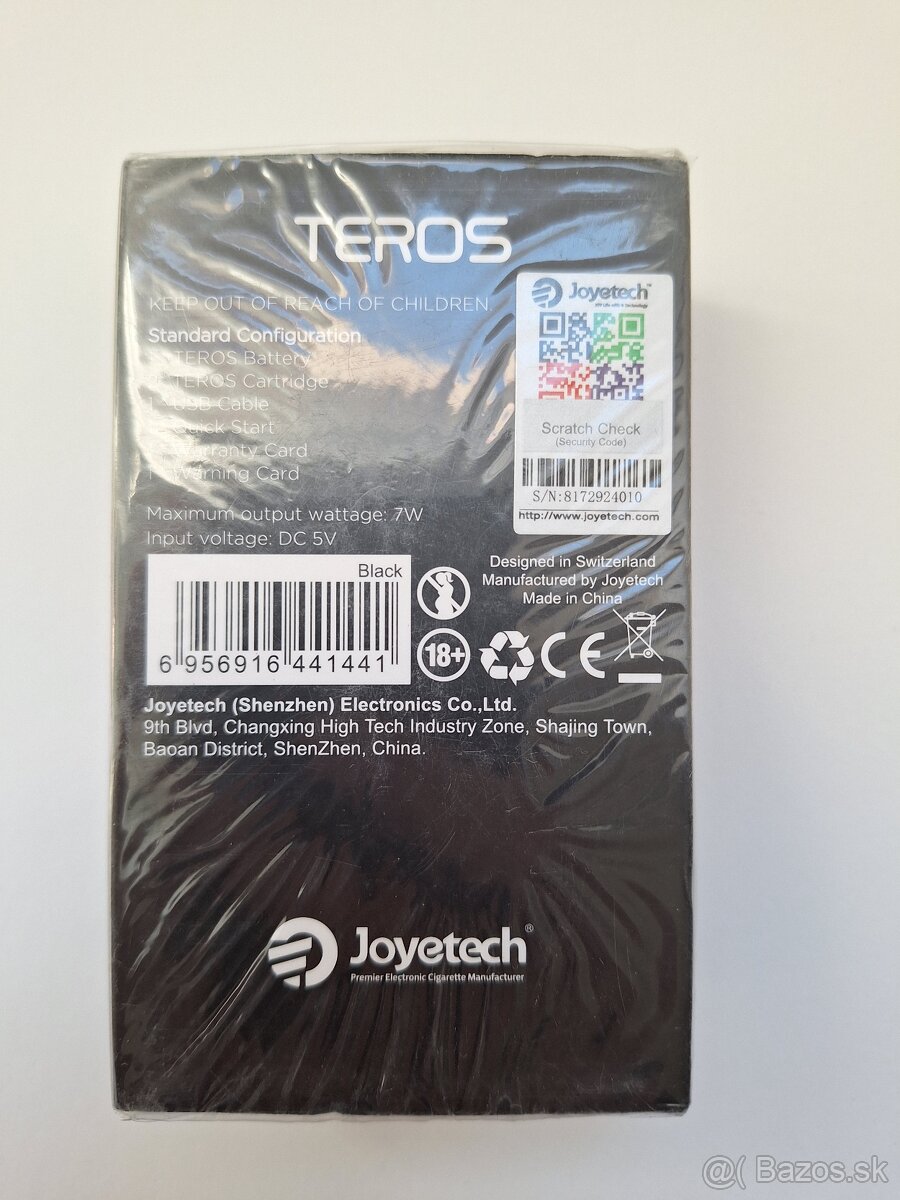 TEROS
KEEP OUT OF REACH OF CHILDREN.
Standard Configuration
TEROS Battery
TEROS Cartridge
USB Cable
Quick Start
Warranty Card
Warning Card
Maximum output wattage: 7W
Input voltage: DC 5V
Joyetech™
Scratch Check
(Security Code)
S/N:8172924010
http://www.joyetech.com
Black
6 956916 441441
Designed in Switzerland
Manufactured by Joyetech
Made in China
18+
CE
Joyetech (Shenzhen) Electronics Co.,Ltd.
9th Blvd, Changxing High Tech Industry Zone, Shajing Town,
Baoan District, ShenZhen, China.
Joyetech®
Premier Electronic Cigarette Manufacturer
@( Bazos.sk